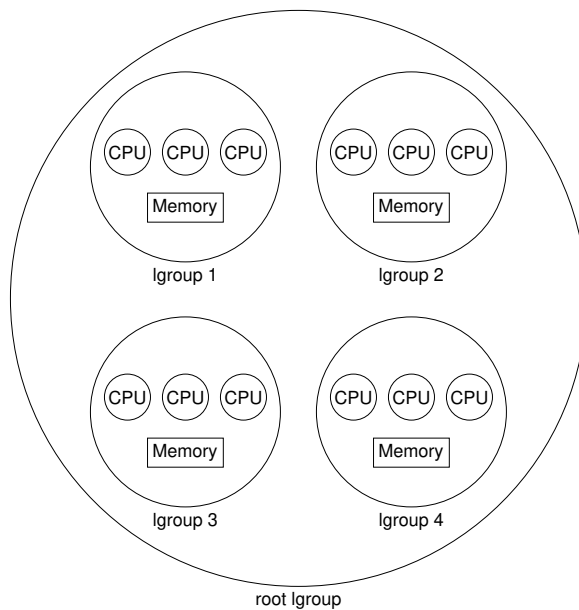 CPU CPU CPU
Memory
lgroup 1
CPU CPU CPU
Memory
lgroup 2
CPU CPU CPU
Memory
lgroup 3
CPU CPU CPU
Memory
lgroup 4
root lgroup